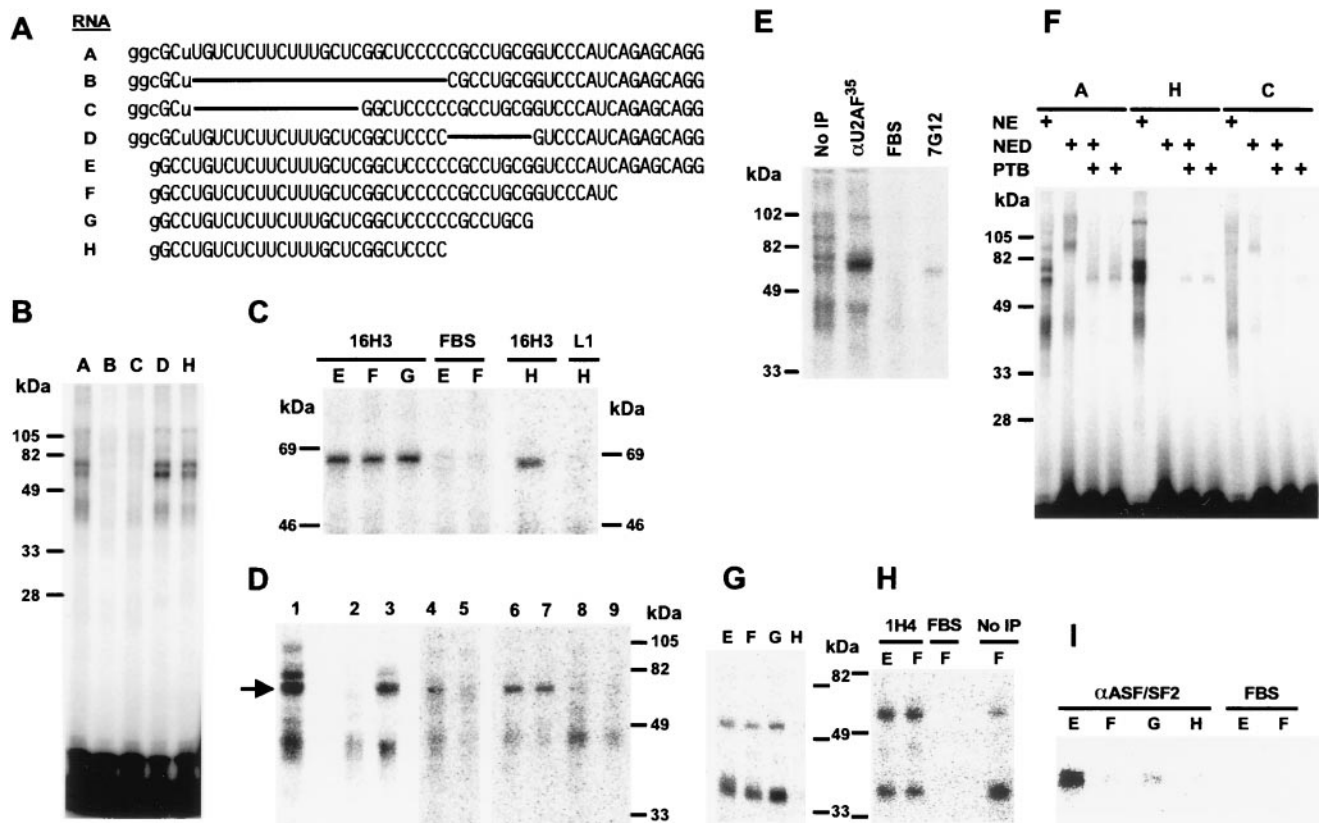 A
RNA
A ggcGCuUGUCUCUUCUUUGCUCGGCUCCCCCGCCUGCGGUCCCAUCAGAGCAGG
B ggcGCu CGCCUGCGGUCCCAUCAGAGCAGG
C ggcGCu GGCUCCCCCGCCUGCGGUCCCAUCAGAGCAGG
D ggcGCuUGUCUCUUCUUUGCUCGGCUCCCC GUCCCAUCAGAGCAGG
E gGCCUGUCUCUUCUUUGCUCGGCUCCCCCGCCUGCGGUCCCAUCAGAGCAGG
F gGCCUGUCUCUUCUUUGCUCGGCUCCCCCGCCUGCGGUCCCAUC
G gGCCUGUCUCUUCUUUGCUCGGCUCCCCCGCCUGCG
H gGCCUGUCUCUUCUUUGCUCGGCUCCCC
B
A B C D H
kDa
105
82
49
33
28
C
16H3 FBS 16H3 L1
E F G E F H H
kDa kDa
69 69
46 46
D
1 2 3 4 5 6 7 8 9 kDa
105
82
49
33
E
No IP
αU2AF35
FBS
7G12
kDa
102
82
49
33
F
A H C
NE + + +
NED + + + + + +
PTB + + + + + +
kDa
105
82
49
33
28
G
E F G H
H
1H4 FBS No IP
kDa E F F F
82
49
33
I
αASF/SF2 FBS
E F G H E F